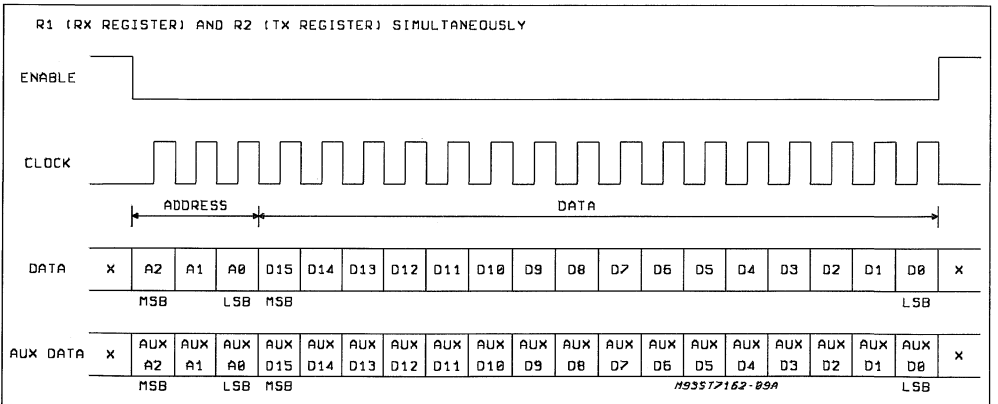 R1 (RX REGISTER) AND R2 (TX REGISTER) SIMULTANEOUSLY
ENABLE
CLOCK
ADDRESS DATA
DATA X A2 A1 A0 D15 D14 D13 D12 D11 D10 D9 D8 D7 D6 D5 D4 D3 D2 D1 D0 X
MSB LSB MSB LSB
AUX DATA X AUX A2 AUX A1 AUX A0 AUX D15 AUX D14 AUX D13 AUX D12 AUX D11 AUX D10 AUX D9 AUX D8 AUX D7 AUX D6 AUX D5 AUX D4 AUX D3 AUX D2 AUX D1 AUX D0 X
MSB LSB MSB M93ST7162-09A LSB